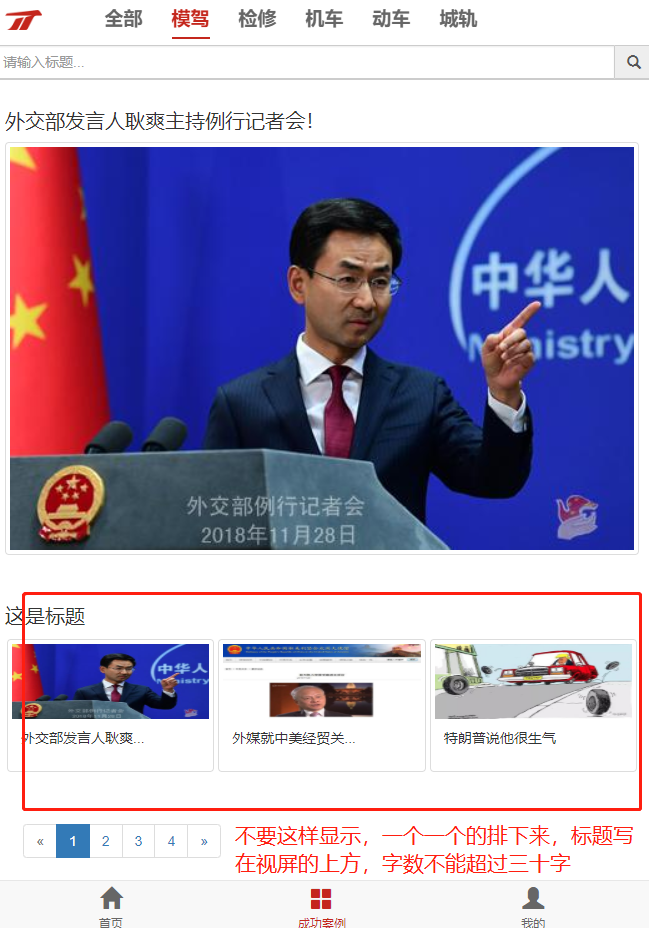 全部 模驾 检修 机车 动车 城轨
请输入标题...
外交部发言人耿爽主持例行记者会!
中华人
Ministry
外交部例行记者会
2018年11月28日
这是标题
中华人
外交部发言人耿爽...
外媒就中美经贸关...
特朗普说他很生气
« 1 2 3 4 »
不要这样显示，一个一个的排下来，标题写
在视屏的上方，字数不能超过三十字
首页 成功案例 我的